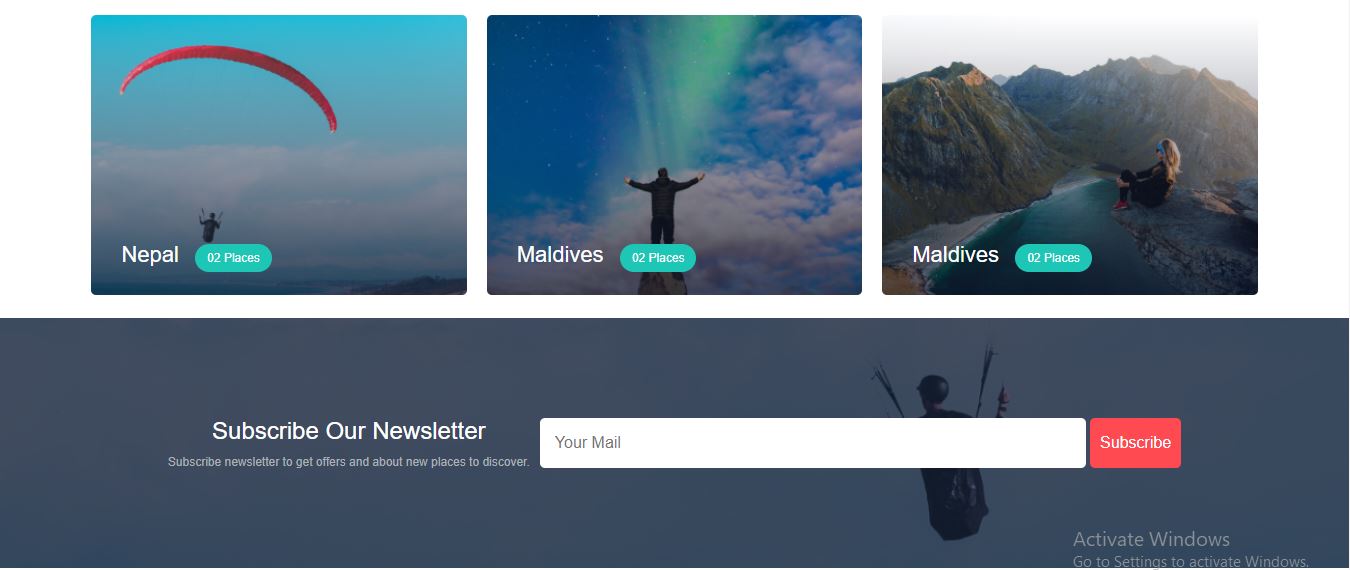 Nepal 02 Places
Maldives 02 Places
Maldives 02 Places
Subscribe Our Newsletter
Subscribe newsletter to get offers and about new places to discover.
Your Mail
Subscribe
Activate Windows
Go to Settings to activate Windows.